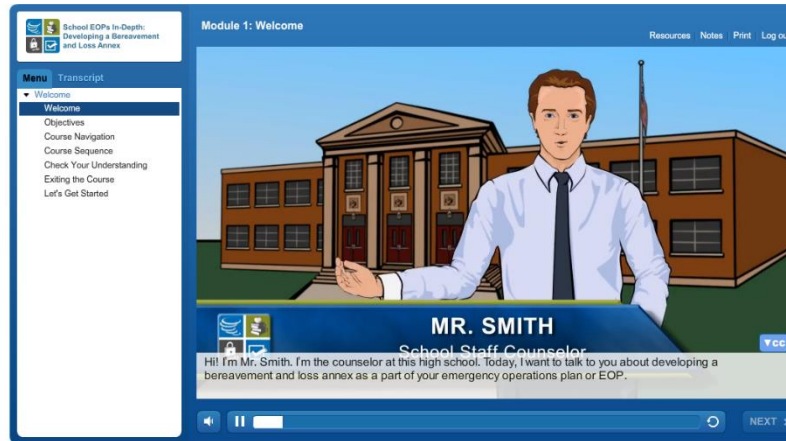 School EOPs In-Depth:
Developing a Bereavement
and Loss Annex
Module 1: Welcome
Resources Notes Print Log ou
Menu Transcript
Welcome
Welcome
Objectives
Course Navigation
Course Sequence
Check Your Understanding
Exiting the Course
Let's Get Started
MR. SMITH
School Staff Counselor
CC
Hi! I'm Mr. Smith. I'm the counselor at this high school. Today, I want to talk to you about developing a
bereavement and loss annex as a part of your emergency operations plan or EOP.
NEXT